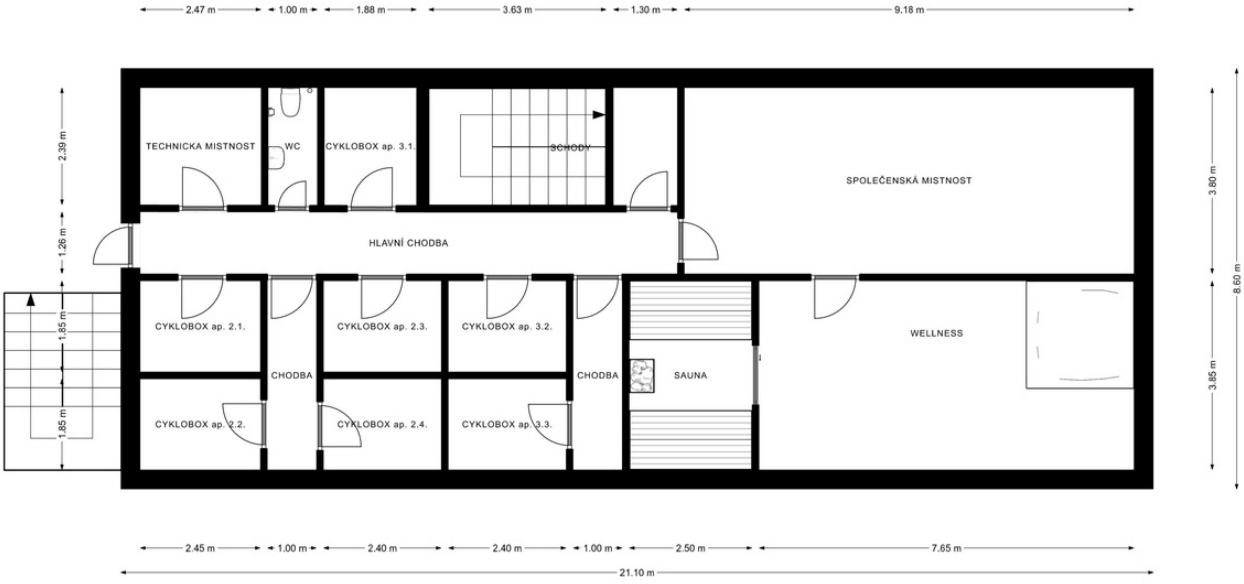 2.47 m 1.00 m 1.88 m 3.63 m 1.30 m 9.18 m
2.39 m
1.26 m
1.85 m
1.85 m
TECHNICKA MISTNOST
WC
CYKLOBOX ap. 3.1.
SCHODY
SPOLEČENSKÁ MISTNOST
HLAVNÍ CHODBA
CYKLOBOX ap. 2.1.
CYKLOBOX ap. 2.3.
CYKLOBOX ap. 3.2.
WELLNESS
CHODBA
CHODBA
SAUNA
CYKLOBOX ap. 2.2.
CYKLOBOX ap. 2.4.
CYKLOBOX ap. 3.3.
3.80 m
3.85 m
8.60 m
2.45 m 1.00 m 2.40 m 2.40 m 1.00 m 2.50 m 7.65 m
21.10 m